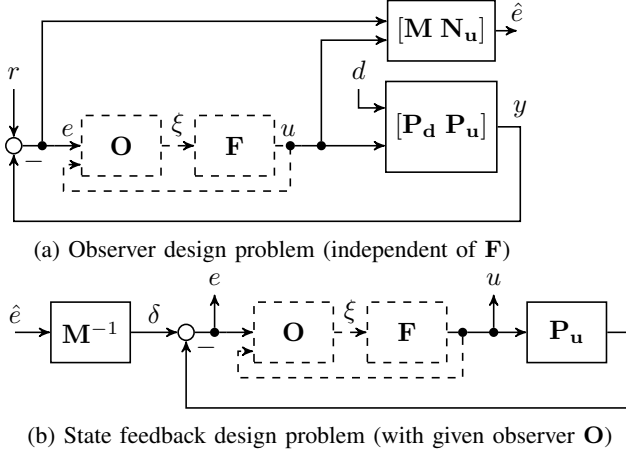 [M N_u] ê
r d y
e O ξ F u [P_d P_u]
−
(a) Observer design problem (independent of F)
e u
ê M⁻¹ δ − O ξ F P_u
(b) State feedback design problem (with given observer O)